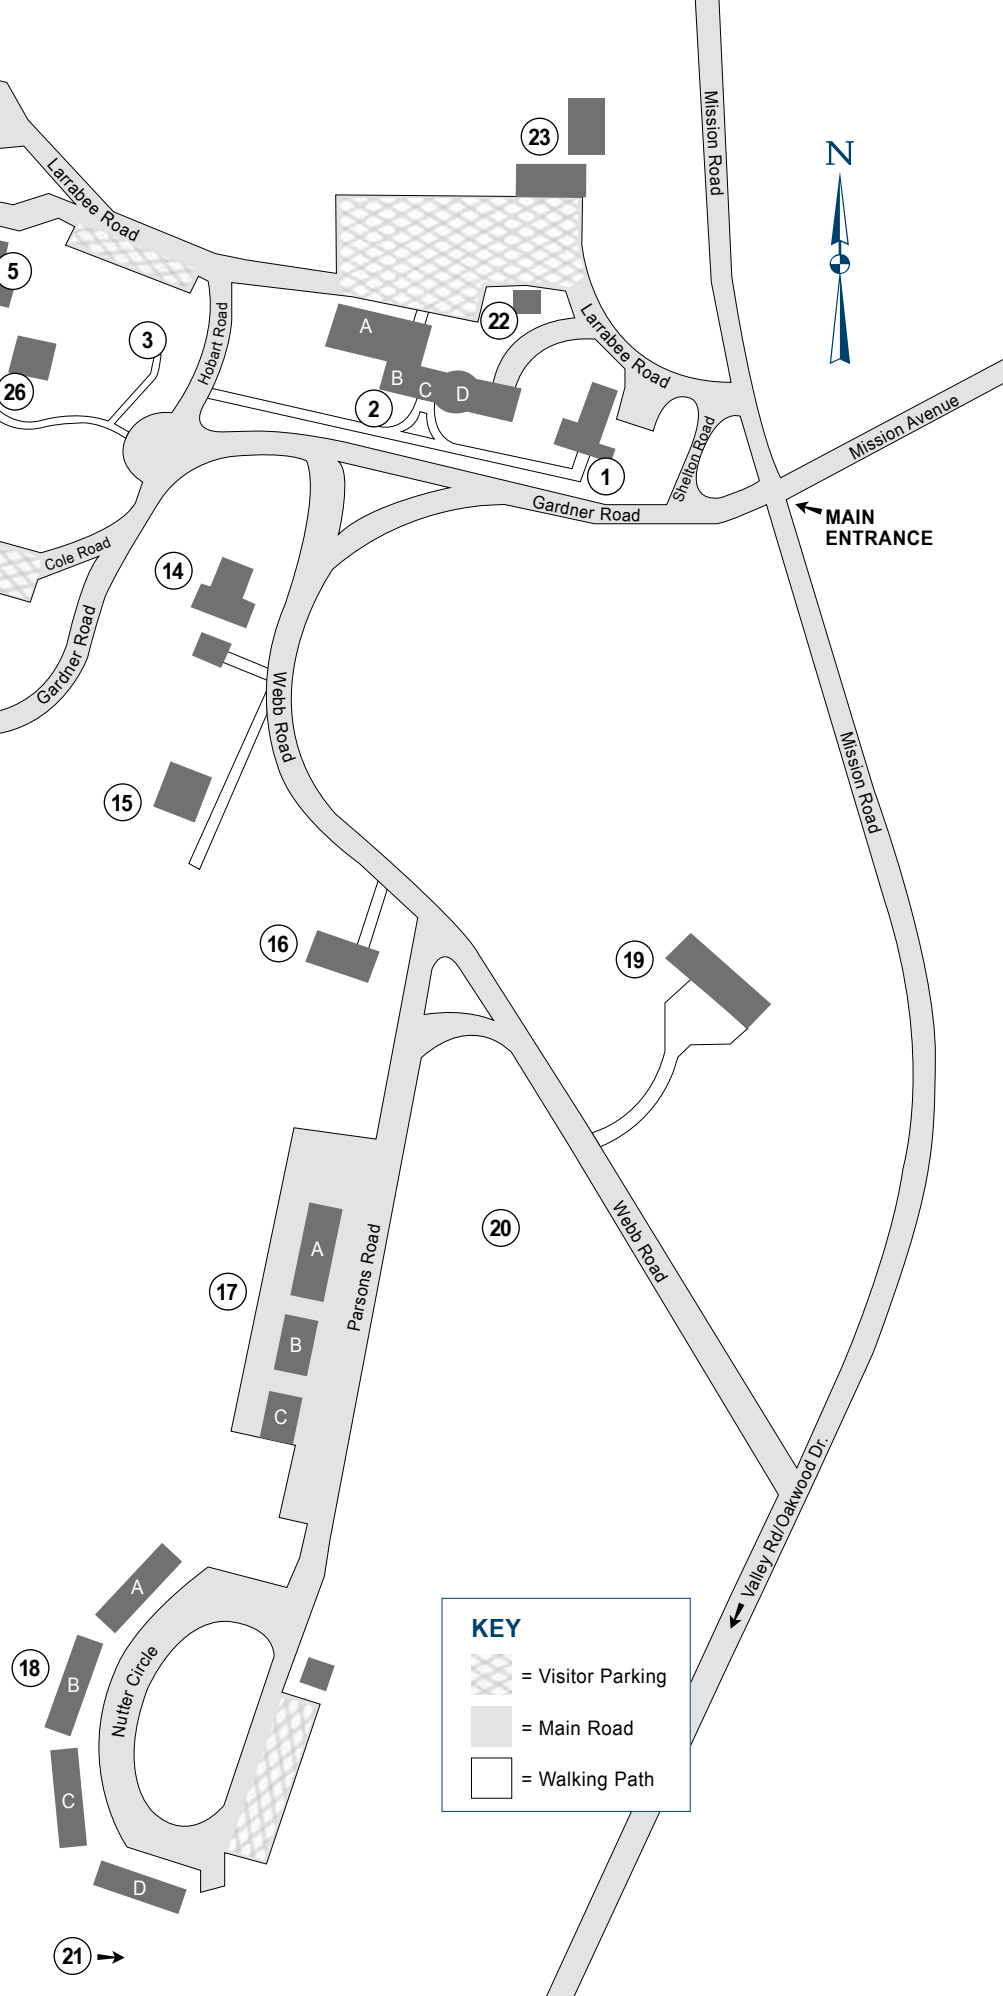 Mission Road
N
23
Larrabee Road
5
A
22
Larrabee Road
3
Hobart Road
26
B
C
D
2
Mission Avenue
Shelton Road
1
Gardner Road
MAIN
ENTRANCE
Cole Road
14
Gardner Road
Webb Road
15
Mission Road
16
19
20
Webb Road
A
Parsons Road
17
B
C
Valley Rd/Oakwood Dr.
A
KEY
= Visitor Parking
= Main Road
= Walking Path
18
B
Nutter Circle
C
D
21